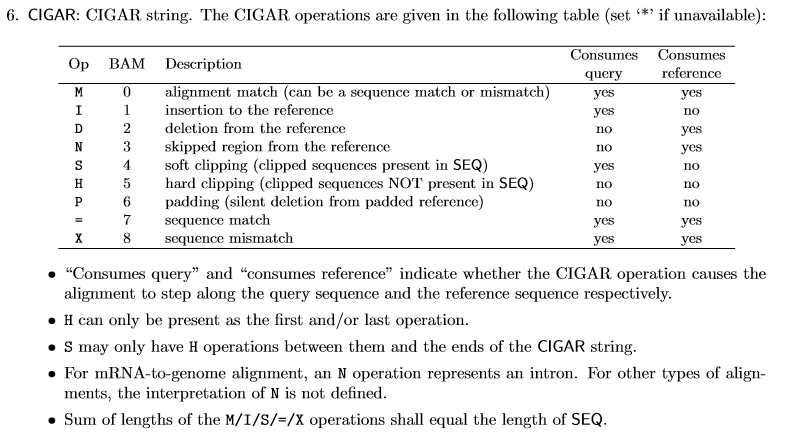 6. CIGAR: CIGAR string. The CIGAR operations are given in the following table (set ‘*’ if unavailable):
Op BAM Description Consumes query Consumes reference
M 0 alignment match (can be a sequence match or mismatch) yes yes
I 1 insertion to the reference yes no
D 2 deletion from the reference no yes
N 3 skipped region from the reference no yes
S 4 soft clipping (clipped sequences present in SEQ) yes no
H 5 hard clipping (clipped sequences NOT present in SEQ) no no
P 6 padding (silent deletion from padded reference) no no
= 7 sequence match yes yes
X 8 sequence mismatch yes yes
• “Consumes query” and “consumes reference” indicate whether the CIGAR operation causes the
alignment to step along the query sequence and the reference sequence respectively.
• H can only be present as the first and/or last operation.
• S may only have H operations between them and the ends of the CIGAR string.
• For mRNA-to-genome alignment, an N operation represents an intron. For other types of align-
ments, the interpretation of N is not defined.
• Sum of lengths of the M/I/S/=/X operations shall equal the length of SEQ.